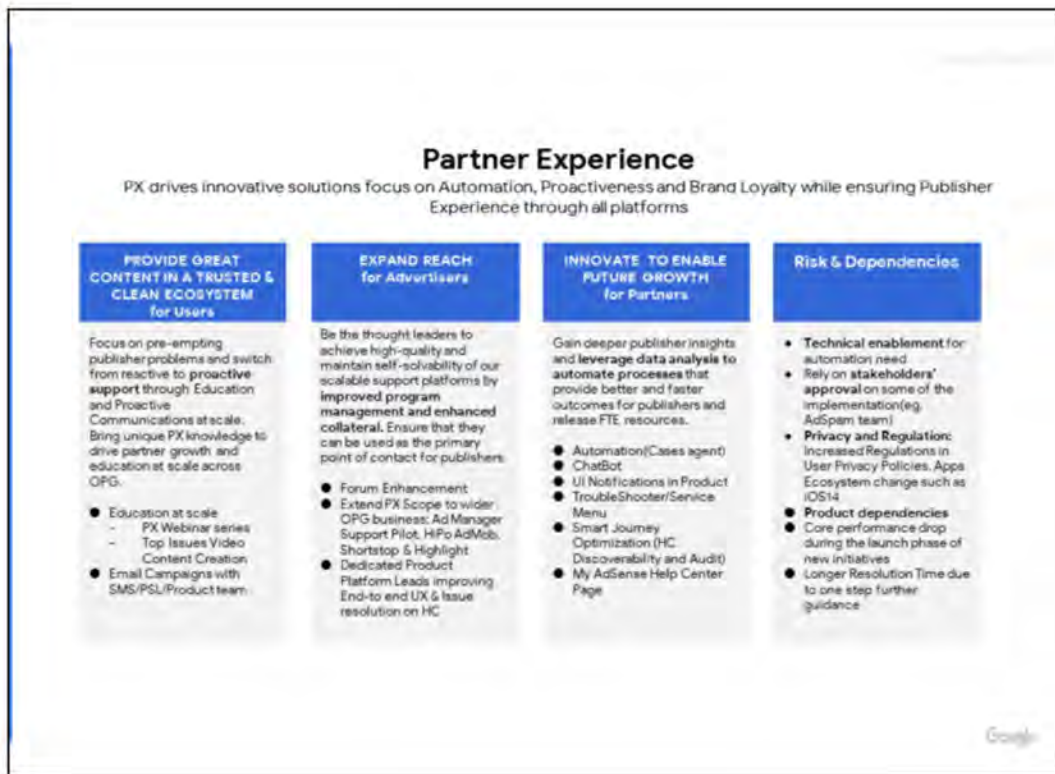 Partner Experience
PX drives innovative solutions focus on Automation, Proactiveness and Brand Loyalty while ensuring Publisher
Experience through all platforms
PROVIDE GREAT
CONTENT IN A TRUSTED &
CLEAN ECOSYSTEM
for Users
Focus on pre-empting
publisher problems and switch
from reactive to proactive
support through Education
and Proactive
Communications at scale.
Bring unique PX knowledge to
drive partner growth and
education at scale across
OPG.
● Education at scale
- PX Webinar series
- Top Issues Video
Content Creation
● Email Campaigns with
SMS/PSL/Product team
EXPAND REACH
for Advertisers
Be the thought leaders to
achieve high-quality and
maintain self-solvability of our
scalable support platforms by
improved program
management and enhanced
collateral. Ensure that they
can be used as the primary
point of contact for publishers.
● Forum Enhancement
● Extend PX Scope to wider
OPG business: Ad Manager
Support Pilot, HiPo AdMob,
Shortstop & Highlight
● Dedicated Product
Platform Leads improving
End-to end UX & Issue
resolution on HC
INNOVATE TO ENABLE
FUTURE GROWTH
for Partners
Gain deeper publisher insights
and leverage data analysis to
automate processes that
provide better and faster
outcomes for publishers and
release FTE resources.
● Automation(Cases agent)
● ChatBot
● UI Notifications in Product
● TroubleShooter/Service
Menu
● Smart Journey
Optimization (HC
Discoverability and Audit)
● My AdSense Help Center
Page
Risk & Dependencies
• Technical enablement for
automation need
• Rely on stakeholders'
approval on some of the
implementation(eg.
AdSpam team)
• Privacy and Regulation:
Increased Regulations in
User Privacy Policies, Apps
Ecosystem change such as
iOS14
● Product dependencies
● Core performance drop
during the launch phase of
new initiatives
● Longer Resolution Time due
to one step further
guidance
Google